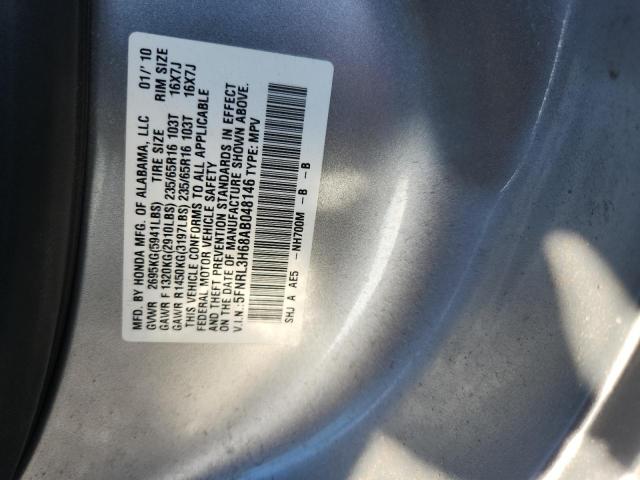 MFD. BY HONDA MFG. OF ALABAMA, LLC 01/'10
GVWR 2695KG(5941LBS) TIRE SIZE RIM SIZE
GAWR F 1320KG(2910LBS) 235/65R16 103T 16X7J
GAWR R 1450KG(3197LBS) 235/65R16 103T 16X7J
THIS VEHICLE CONFORMS TO ALL APPLICABLE
FEDERAL MOTOR VEHICLE SAFETY
AND THEFT PREVENTION STANDARDS IN EFFECT
ON THE DATE OF MANUFACTURE SHOWN ABOVE.
V.I.N.: 5FNRL3H68AB048146 TYPE: MPV
SHJ A AE5 -NH700M -B -B